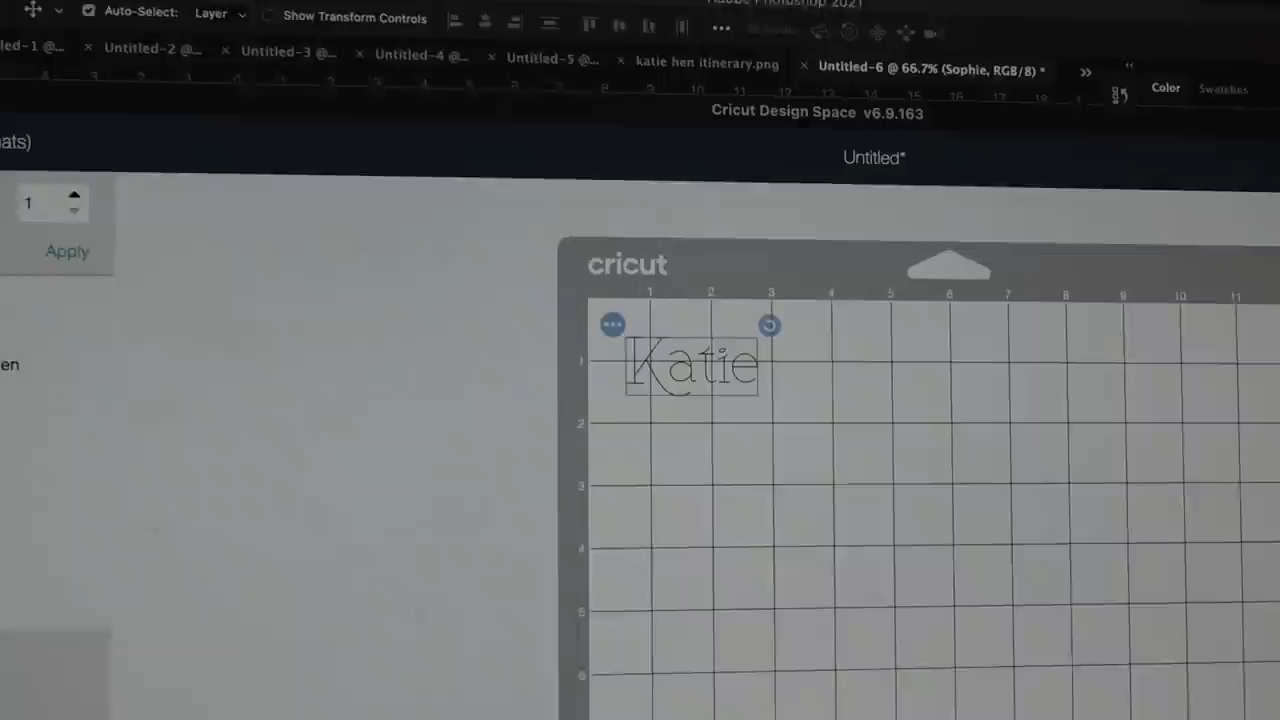 Auto-Select: Layer Show Transform Controls
led-1 @... × Untitled-2 @... × Untitled-3 @... × Untitled-4 @... × Untitled-5 @... × katie hen itinerary.png × Untitled-6 @ 66.7% (Sophie, RGB/8) * Color Swatches
Cricut Design Space v6.9.163
ats)
Untitled*
1
Apply
cricut
1 2 3 4 5 6 7 8 9 10 11
en
Katie
1
2
3
4
5
6